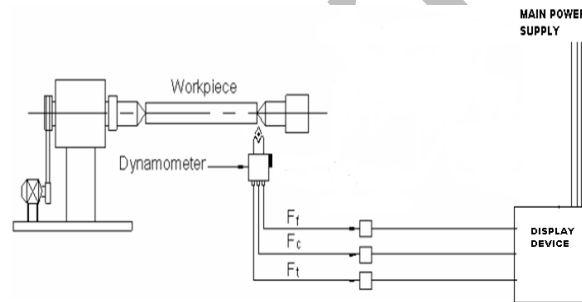 MAIN POWER
SUPPLY
Workpiece
Dynamometer
Ff
Fc
Ft
DISPLAY
DEVICE